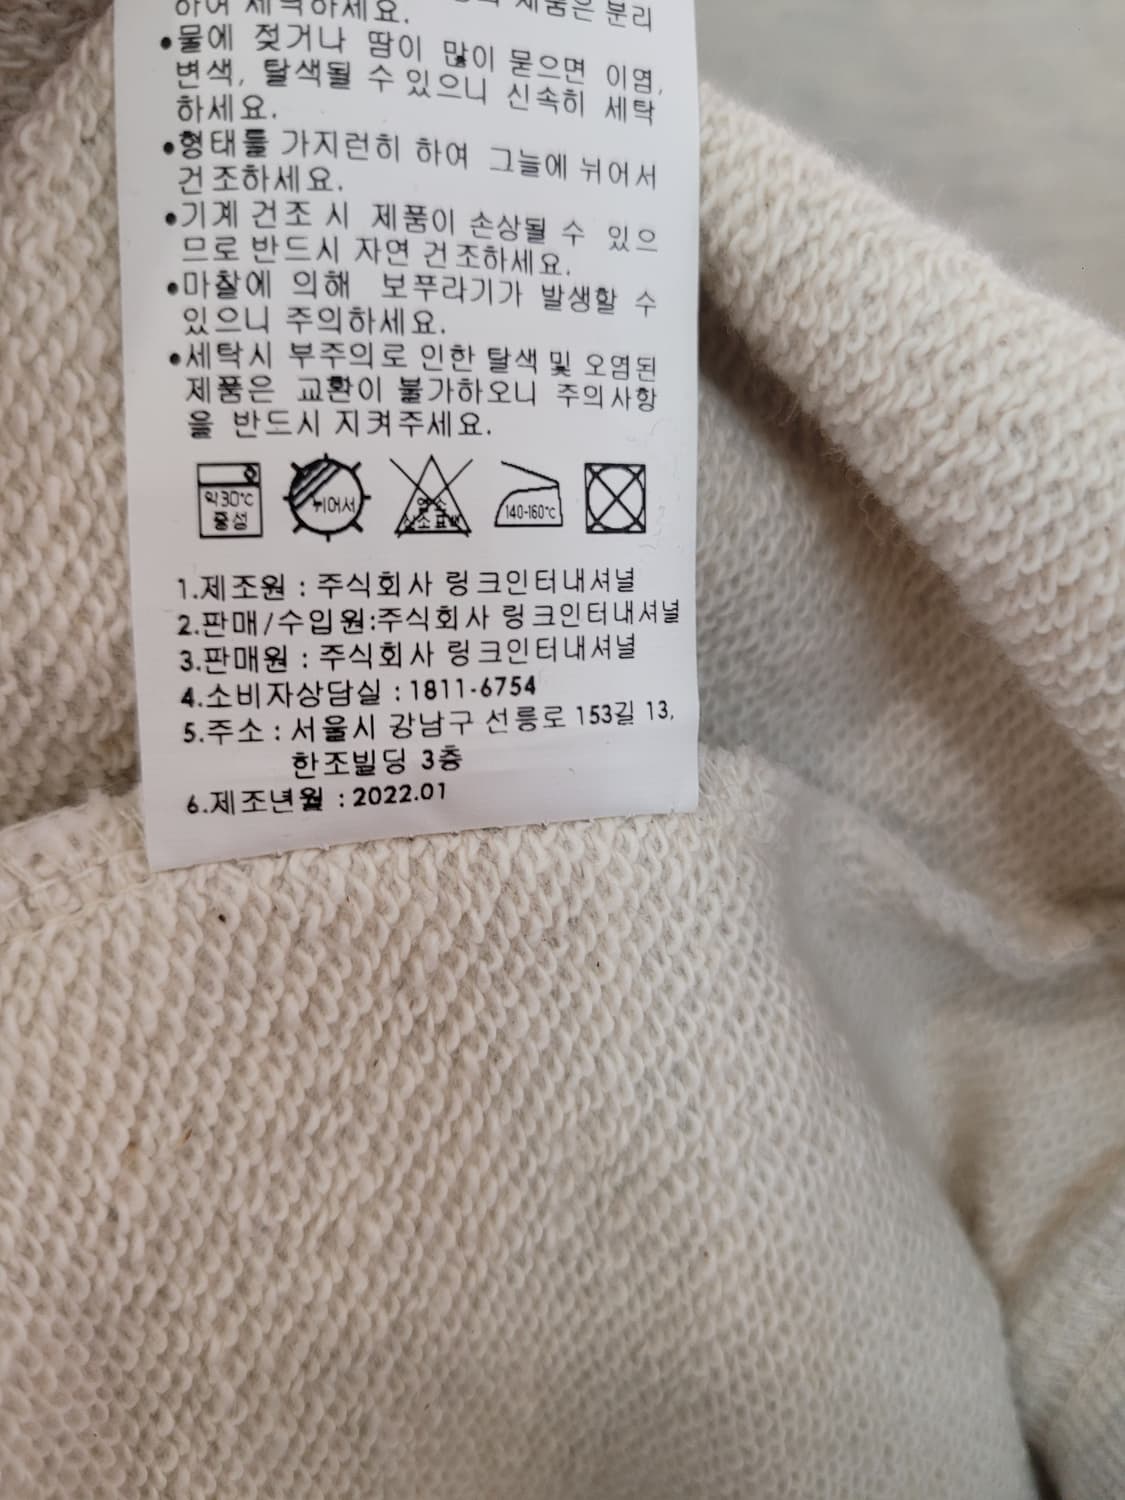 하여 세탁하세요. 제품은 분리
•물에 젖거나 땀이 많이 묻으면 이염,
변색, 탈색될 수 있으니 신속히 세탁
하세요.
•형태를 가지런히 하여 그늘에 뉘어서
건조하세요.
•기계 건조 시 제품이 손상될 수 있으
므로 반드시 자연 건조하세요.
•마찰에 의해 보푸라기가 발생할 수
있으니 주의하세요.
•세탁시 부주의로 인한 탈색 및 오염된
제품은 교환이 불가하오니 주의사항
을 반드시 지켜주세요.
약30℃
중성
뉘어서
염소
산소표백
140-160℃
1.제조원 : 주식회사 링크인터내셔널
2.판매/수입원:주식회사 링크인터내셔널
3.판매원 : 주식회사 링크인터내셔널
4.소비자상담실 : 1811-6754
5.주소 : 서울시 강남구 선릉로 153길 13,
한조빌딩 3층
6.제조년월 : 2022.01